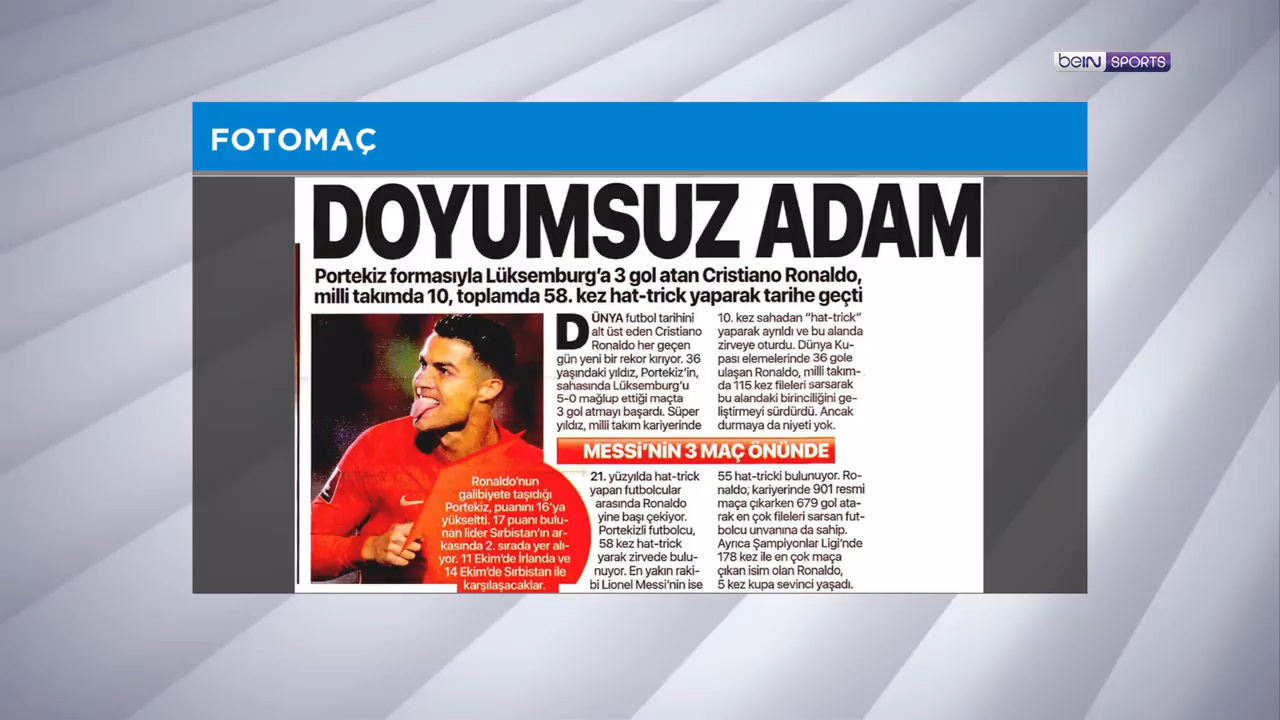 beIN SPORTS
FOTOMAÇ
DOYUMSUZ ADAM
Portekiz formasıyla Lüksemburg’a 3 gol atan Cristiano Ronaldo,
milli takımda 10, toplamda 58. kez hat-trick yaparak tarihe geçti
DÜNYA futbol tarihini
alt üst eden Cristiano
Ronaldo her geçen
gün yeni bir rekor kırıyor. 36
yaşındaki yıldız, Portekiz’in,
sahasında Lüksemburg’u
5-0 mağlup ettiği maçta
3 gol atmayı başardı. Süper
yıldız, milli takım kariyerinde
10. kez sahadan “hat-trick”
yaparak ayrıldı ve bu alanda
zirveye oturdu. Dünya Ku-
pası elemelerinde 36 gole
ulaşan Ronaldo, milli takım-
da 115 kez fileleri sarsarak
bu alandaki birinciliğini ge-
liştirmeyi sürdürdü. Ancak
durmaya da niyeti yok.
MESSİ’NİN 3 MAÇ ÖNÜNDE
21. yüzyılda hat-trick
yapan futbolcular
arasında Ronaldo
yine başı çekiyor.
Portekizli futbolcu,
58 kez hat-trick
yarak zirvede bulu-
nuyor. En yakın raki-
bi Lionel Messi’nin ise
55 hat-tricki bulunuyor. Ro-
naldo, kariyerinde 901 resmi
maça çıkarken 679 gol ata-
rak en çok fileleri sarsan fut-
bolcu unvanına da sahip.
Ayrıca Şampiyonlar Ligi’nde
178 kez ile en çok maça
çıkan isim olan Ronaldo,
5 kez kupa sevinci yaşadı.
Ronaldo’nun
galibiyete taşıdığı
Portekiz, puanını 16’ya
yükseltti. 17 puanı bulu-
nan lider Sırbistan’ın ar-
kasında 2. sırada yer alı-
yor. 11 Ekim’de İrlanda ve
14 Ekim’de Sırbistan ile
karşılaşacaklar.